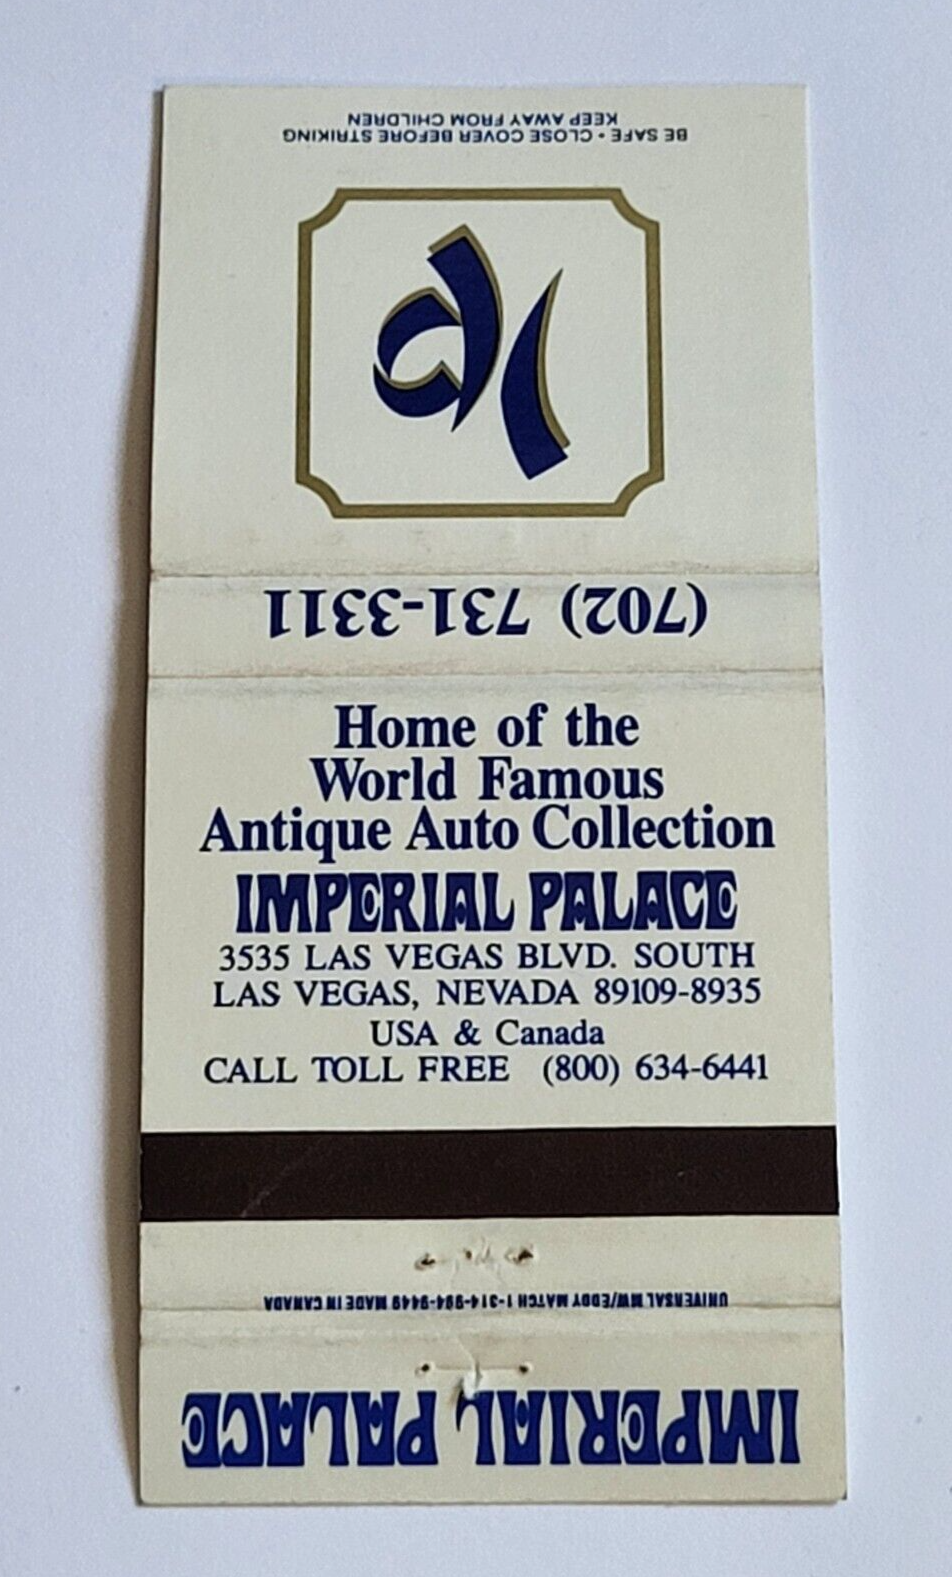 BE SAFE • CLOSE COVER BEFORE STRIKING
KEEP AWAY FROM CHILDREN
ip
(702) 731-3311
Home of the
World Famous
Antique Auto Collection
IMPERIAL PALACE
3535 LAS VEGAS BLVD. SOUTH
LAS VEGAS, NEVADA 89109-8935
USA & Canada
CALL TOLL FREE (800) 634-6441
UNIVERSAL MW/EDDY MATCH 1-314-994-9449 MADE IN CANADA
IMPERIAL PALACE